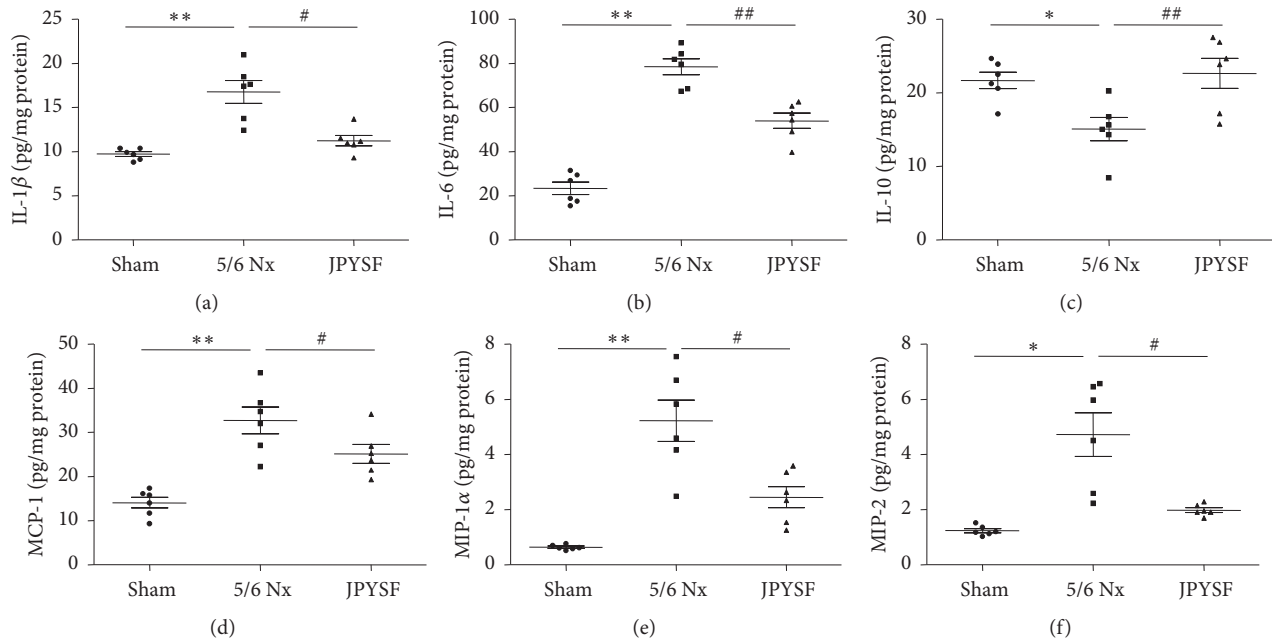 IL-1β (pg/mg protein)
25
20
15
10
5
0
** #
Sham 5/6 Nx JPYSF
(a)
IL-6 (pg/mg protein)
100
80
60
40
20
0
** ##
Sham 5/6 Nx JPYSF
(b)
IL-10 (pg/mg protein)
30
20
10
0
* ##
Sham 5/6 Nx JPYSF
(c)
MCP-1 (pg/mg protein)
50
40
30
20
10
0
** #
Sham 5/6 Nx JPYSF
(d)
MIP-1α (pg/mg protein)
8
6
4
2
0
** #
Sham 5/6 Nx JPYSF
(e)
MIP-2 (pg/mg protein)
8
6
4
2
0
* #
Sham 5/6 Nx JPYSF
(f)